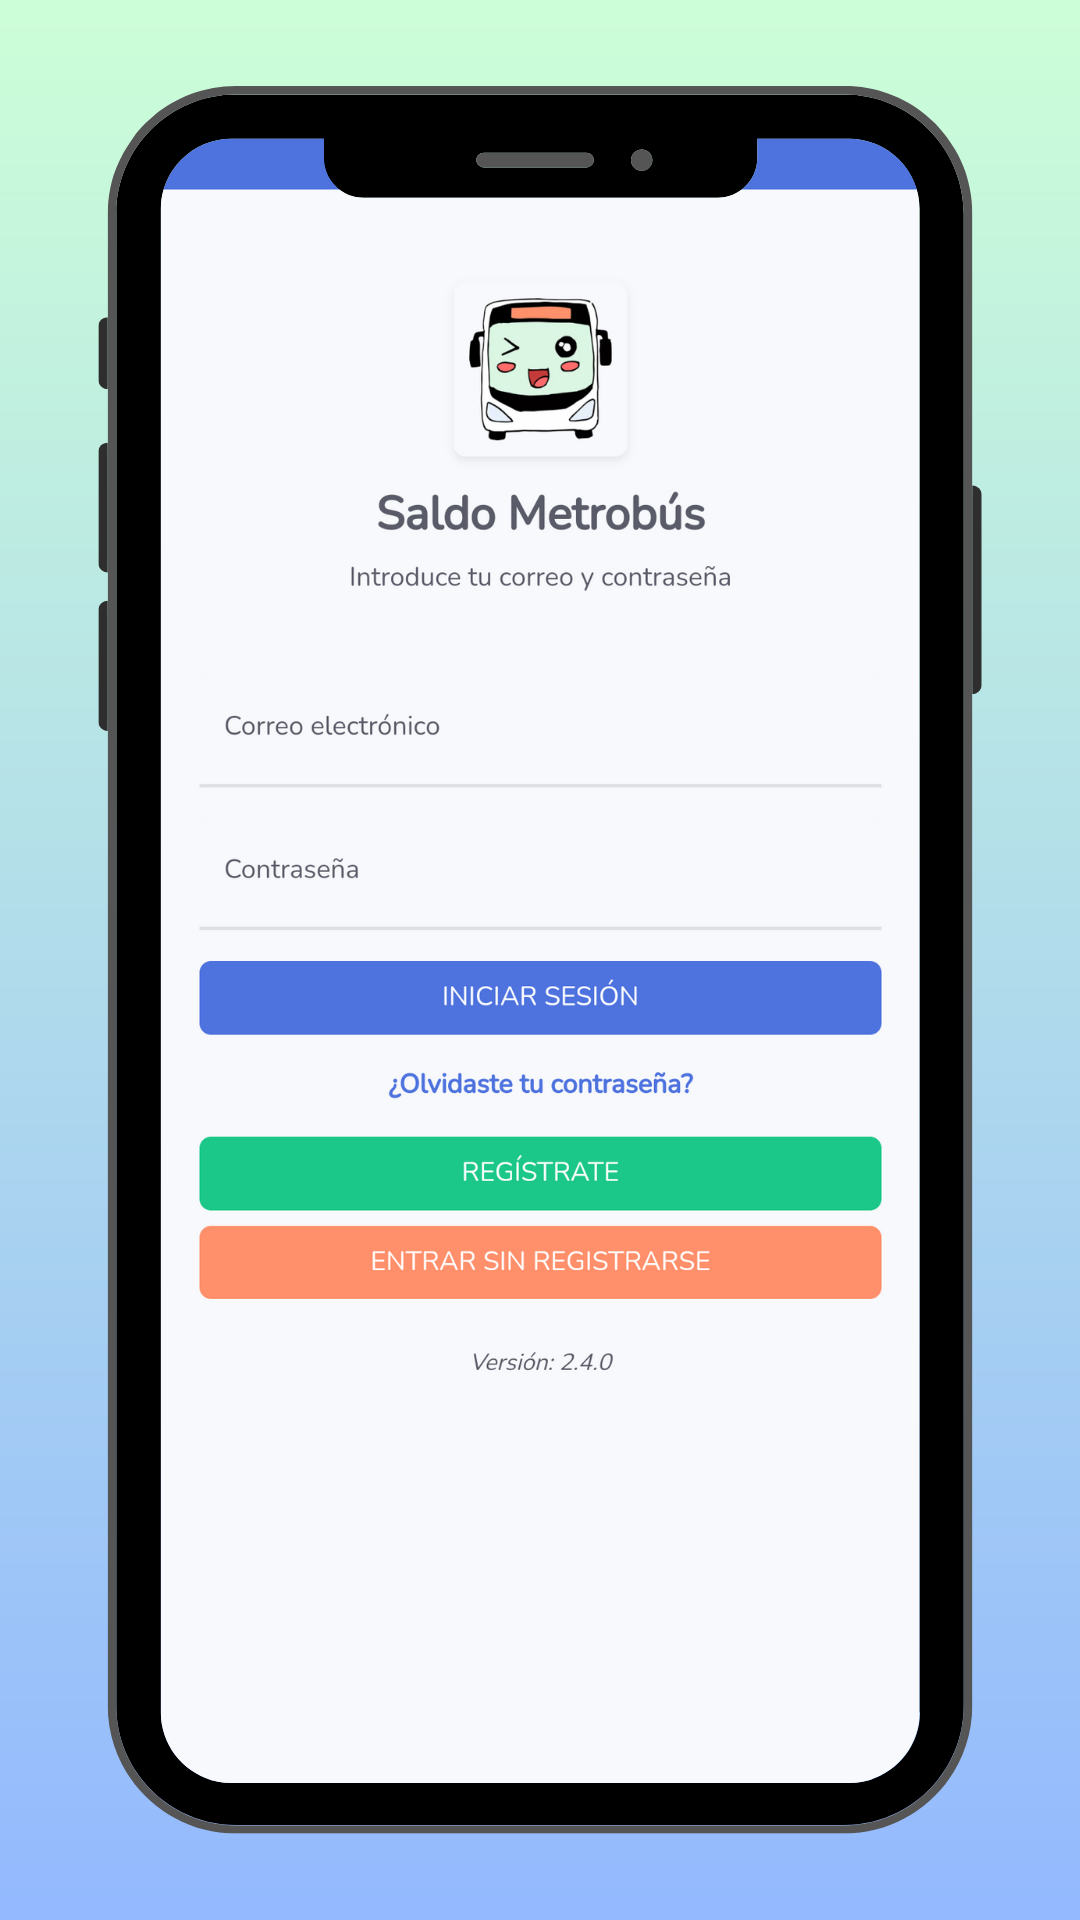 Saldo Metrobús
Introduce tu correo y contraseña
Correo electrónico
Contraseña
INICIAR SESIÓN
¿Olvidaste tu contraseña?
REGÍSTRATE
ENTRAR SIN REGISTRARSE
Versión: 2.4.0